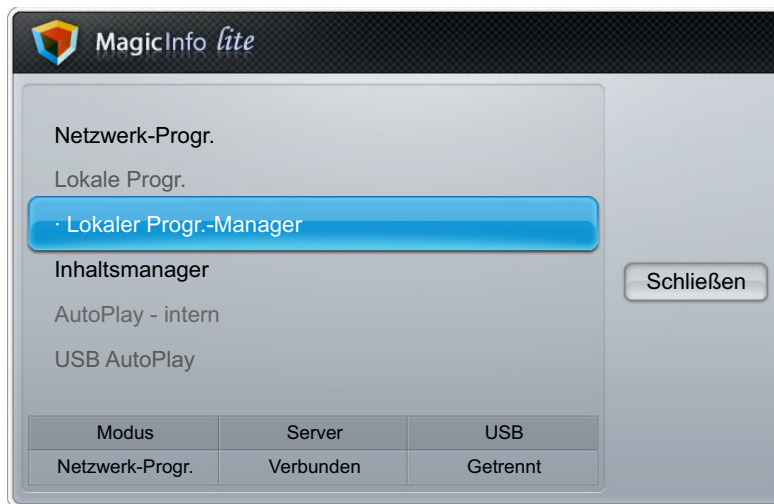 MagicInfo lite
Netzwerk-Progr.
Lokale Progr.
· Lokaler Progr.-Manager
Inhaltsmanager
AutoPlay - intern
USB AutoPlay
Schließen
Modus Server USB
Netzwerk-Progr. Verbunden Getrennt